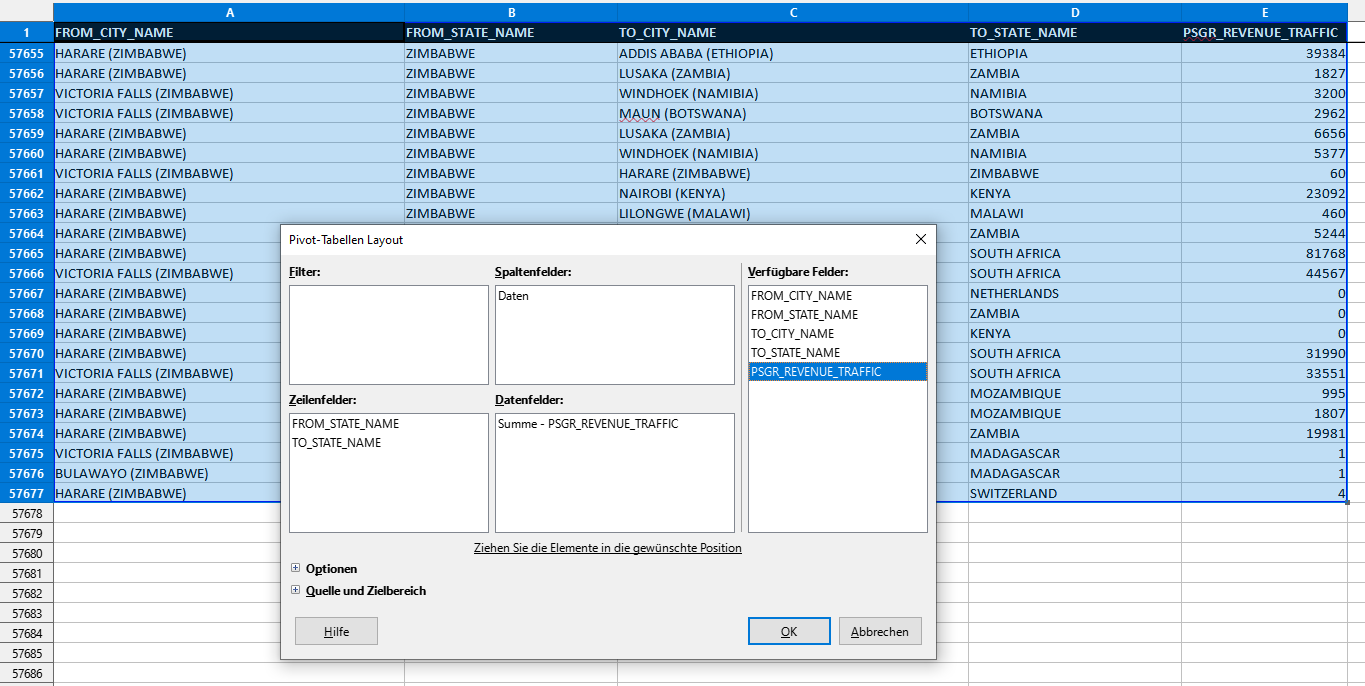 A B C D E
1 FROM_CITY_NAME FROM_STATE_NAME TO_CITY_NAME TO_STATE_NAME PSGR_REVENUE_TRAFFIC
57655 HARARE (ZIMBABWE) ZIMBABWE ADDIS ABABA (ETHIOPIA) ETHIOPIA 39384
57656 HARARE (ZIMBABWE) ZIMBABWE LUSAKA (ZAMBIA) ZAMBIA 1827
57657 VICTORIA FALLS (ZIMBABWE) ZIMBABWE WINDHOEK (NAMIBIA) NAMIBIA 3200
57658 VICTORIA FALLS (ZIMBABWE) ZIMBABWE MAUN (BOTSWANA) BOTSWANA 2962
57659 HARARE (ZIMBABWE) ZIMBABWE LUSAKA (ZAMBIA) ZAMBIA 6656
57660 HARARE (ZIMBABWE) ZIMBABWE WINDHOEK (NAMIBIA) NAMIBIA 5377
57661 VICTORIA FALLS (ZIMBABWE) ZIMBABWE HARARE (ZIMBABWE) ZIMBABWE 60
57662 HARARE (ZIMBABWE) ZIMBABWE NAIROBI (KENYA) KENYA 23092
57663 HARARE (ZIMBABWE) ZIMBABWE LILONGWE (MALAWI) MALAWI 460
57664 HARARE (ZIMBABWE) ZAMBIA 5244
57665 HARARE (ZIMBABWE) SOUTH AFRICA 81768
57666 VICTORIA FALLS (ZIMBABWE) SOUTH AFRICA 44567
57667 HARARE (ZIMBABWE) NETHERLANDS 0
57668 HARARE (ZIMBABWE) ZAMBIA 0
57669 HARARE (ZIMBABWE) KENYA 0
57670 HARARE (ZIMBABWE) SOUTH AFRICA 31990
57671 VICTORIA FALLS (ZIMBABWE) SOUTH AFRICA 33551
57672 HARARE (ZIMBABWE) MOZAMBIQUE 995
57673 HARARE (ZIMBABWE) MOZAMBIQUE 1807
57674 HARARE (ZIMBABWE) ZAMBIA 19981
57675 VICTORIA FALLS (ZIMBABWE) MADAGASCAR 1
57676 BULAWAYO (ZIMBABWE) MADAGASCAR 1
57677 HARARE (ZIMBABWE) SWITZERLAND 4
57678
57679
57680
57681
57682
57683
57684
57685
57686
Pivot-Tabellen Layout
Filter: Spaltenfelder: Verfügbare Felder:
Daten
FROM_CITY_NAME
FROM_STATE_NAME
TO_CITY_NAME
TO_STATE_NAME
PSGR_REVENUE_TRAFFIC
Zeilenfelder: Datenfelder:
FROM_STATE_NAME Summe - PSGR_REVENUE_TRAFFIC
TO_STATE_NAME
Ziehen Sie die Elemente in die gewünschte Position
Optionen
Quelle und Zielbereich
Hilfe OK Abbrechen